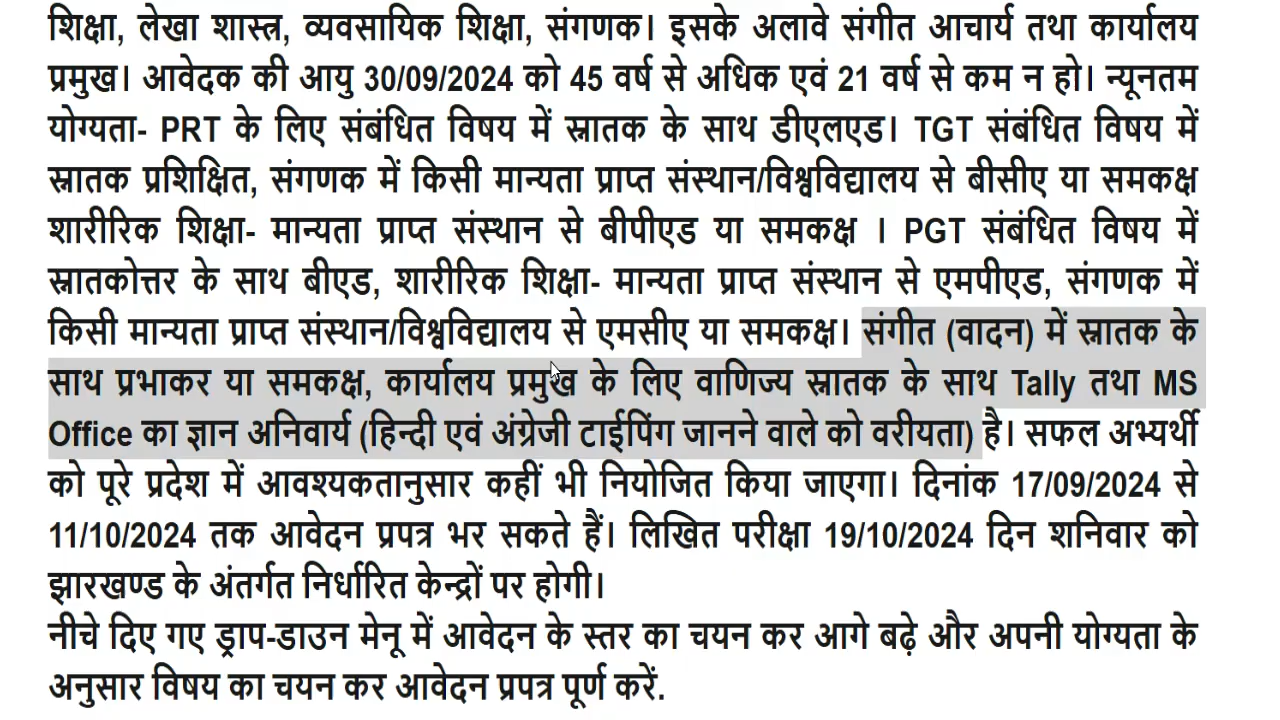 शिक्षा, लेखा शास्त्र, व्यवसायिक शिक्षा, संगणक। इसके अलावे संगीत आचार्य तथा कार्यालय
प्रमुख। आवेदक की आयु 30/09/2024 को 45 वर्ष से अधिक एवं 21 वर्ष से कम न हो। न्यूनतम
योग्यता- PRT के लिए संबंधित विषय में स्नातक के साथ डीएलएड। TGT संबंधित विषय में
स्नातक प्रशिक्षित, संगणक में किसी मान्यता प्राप्त संस्थान/विश्वविद्यालय से बीसीए या समकक्ष
शारीरिक शिक्षा- मान्यता प्राप्त संस्थान से बीपीएड या समकक्ष । PGT संबंधित विषय में
स्नातकोत्तर के साथ बीएड, शारीरिक शिक्षा- मान्यता प्राप्त संस्थान से एमपीएड, संगणक में
किसी मान्यता प्राप्त संस्थान/विश्वविद्यालय से एमसीए या समकक्ष। संगीत (वादन) में स्नातक के
साथ प्रभाकर या समकक्ष, कार्यालय प्रमुख के लिए वाणिज्य स्नातक के साथ Tally तथा MS
Office का ज्ञान अनिवार्य (हिन्दी एवं अंग्रेजी टाईपिंग जानने वाले को वरीयता) है। सफल अभ्यर्थी
को पूरे प्रदेश में आवश्यकतानुसार कहीं भी नियोजित किया जाएगा। दिनांक 17/09/2024 से
11/10/2024 तक आवेदन प्रपत्र भर सकते हैं। लिखित परीक्षा 19/10/2024 दिन शनिवार को
झारखण्ड के अंतर्गत निर्धारित केन्द्रों पर होगी।
नीचे दिए गए ड्राप-डाउन मेनू में आवेदन के स्तर का चयन कर आगे बढ़े और अपनी योग्यता के
अनुसार विषय का चयन कर आवेदन प्रपत्र पूर्ण करें.